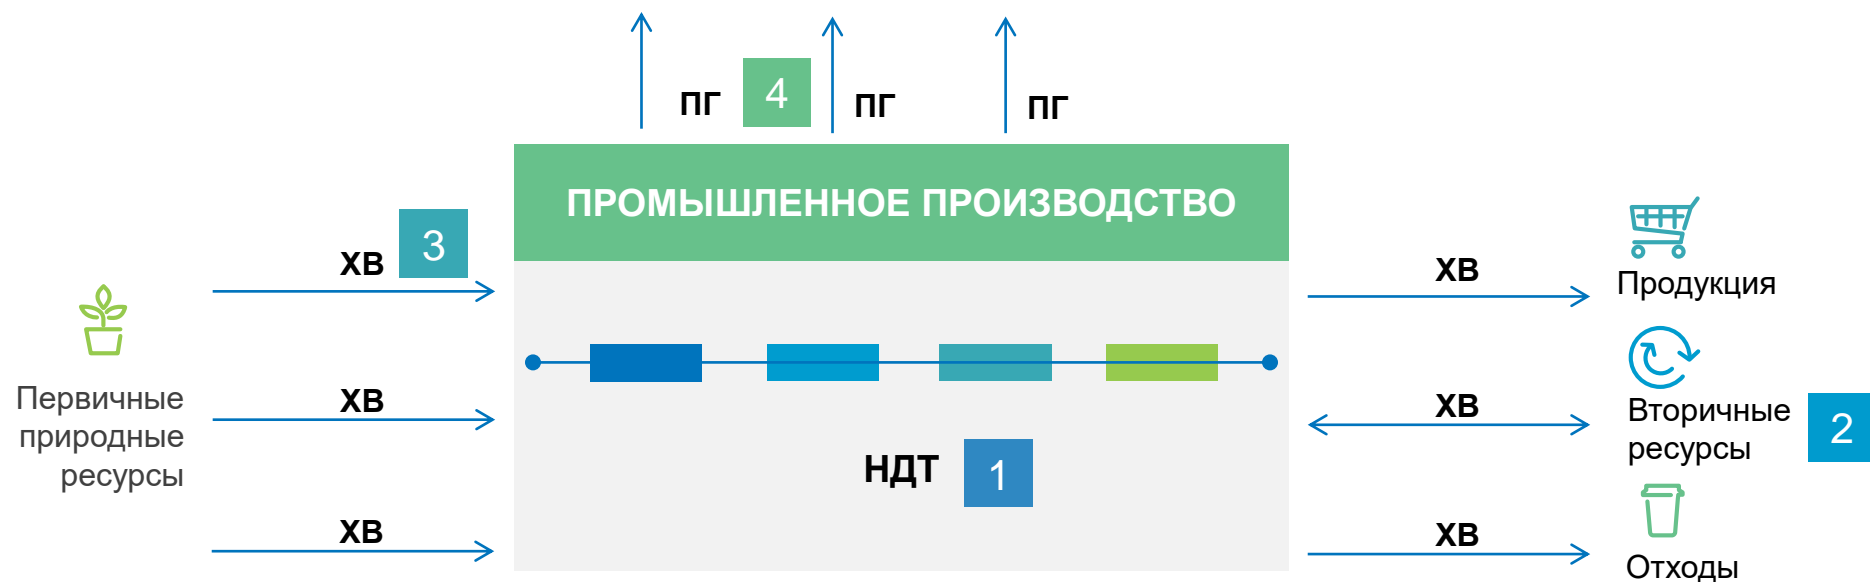 ПГ
4
ПГ
ПГ
ПРОМЫШЛЕННОЕ ПРОИЗВОДСТВО
ХВ
3
ХВ
Продукция
Первичные
природные
ресурсы
ХВ
ХВ
Вторичные
ресурсы
2
НДТ
1
ХВ
ХВ
Отходы